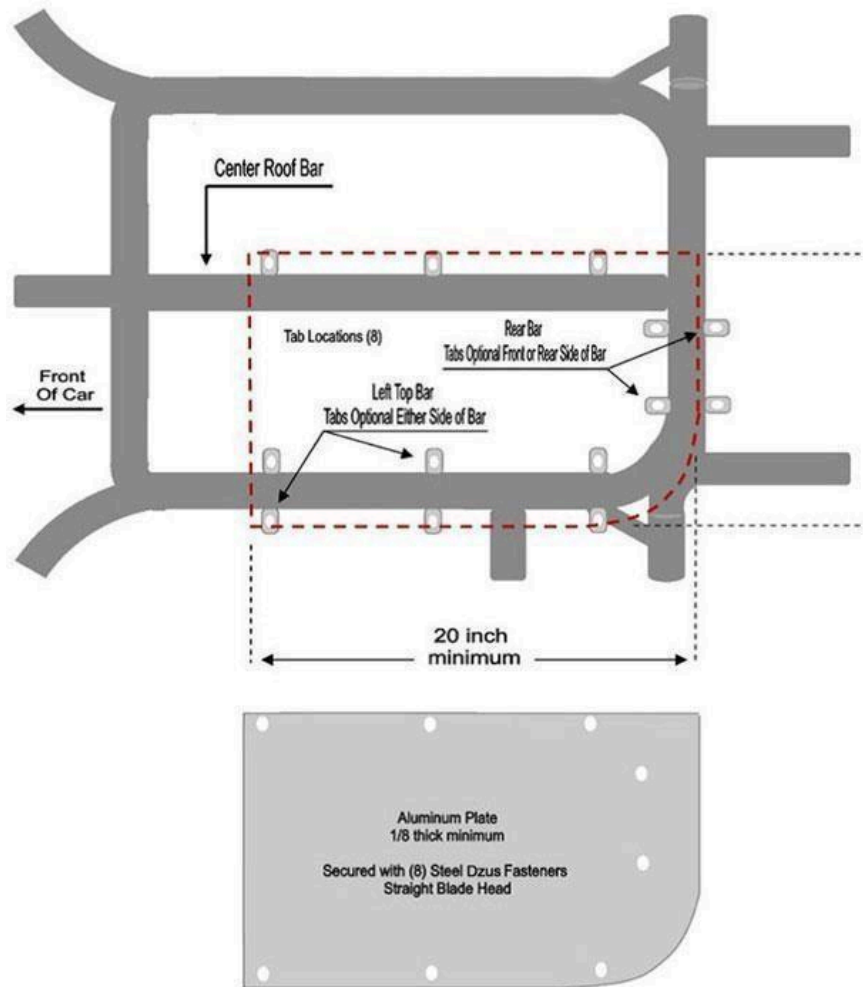 Center Roof Bar
Tab Locations (8)
Rear Bar
Tabs Optional Front or Rear Side of Bar
Front
Of Car
Left Top Bar
Tabs Optional Either Side of Bar
20 inch
minimum
Aluminum Plate
1/8 thick minimum
Secured with (8) Steel Dzus Fasteners
Straight Blade Head